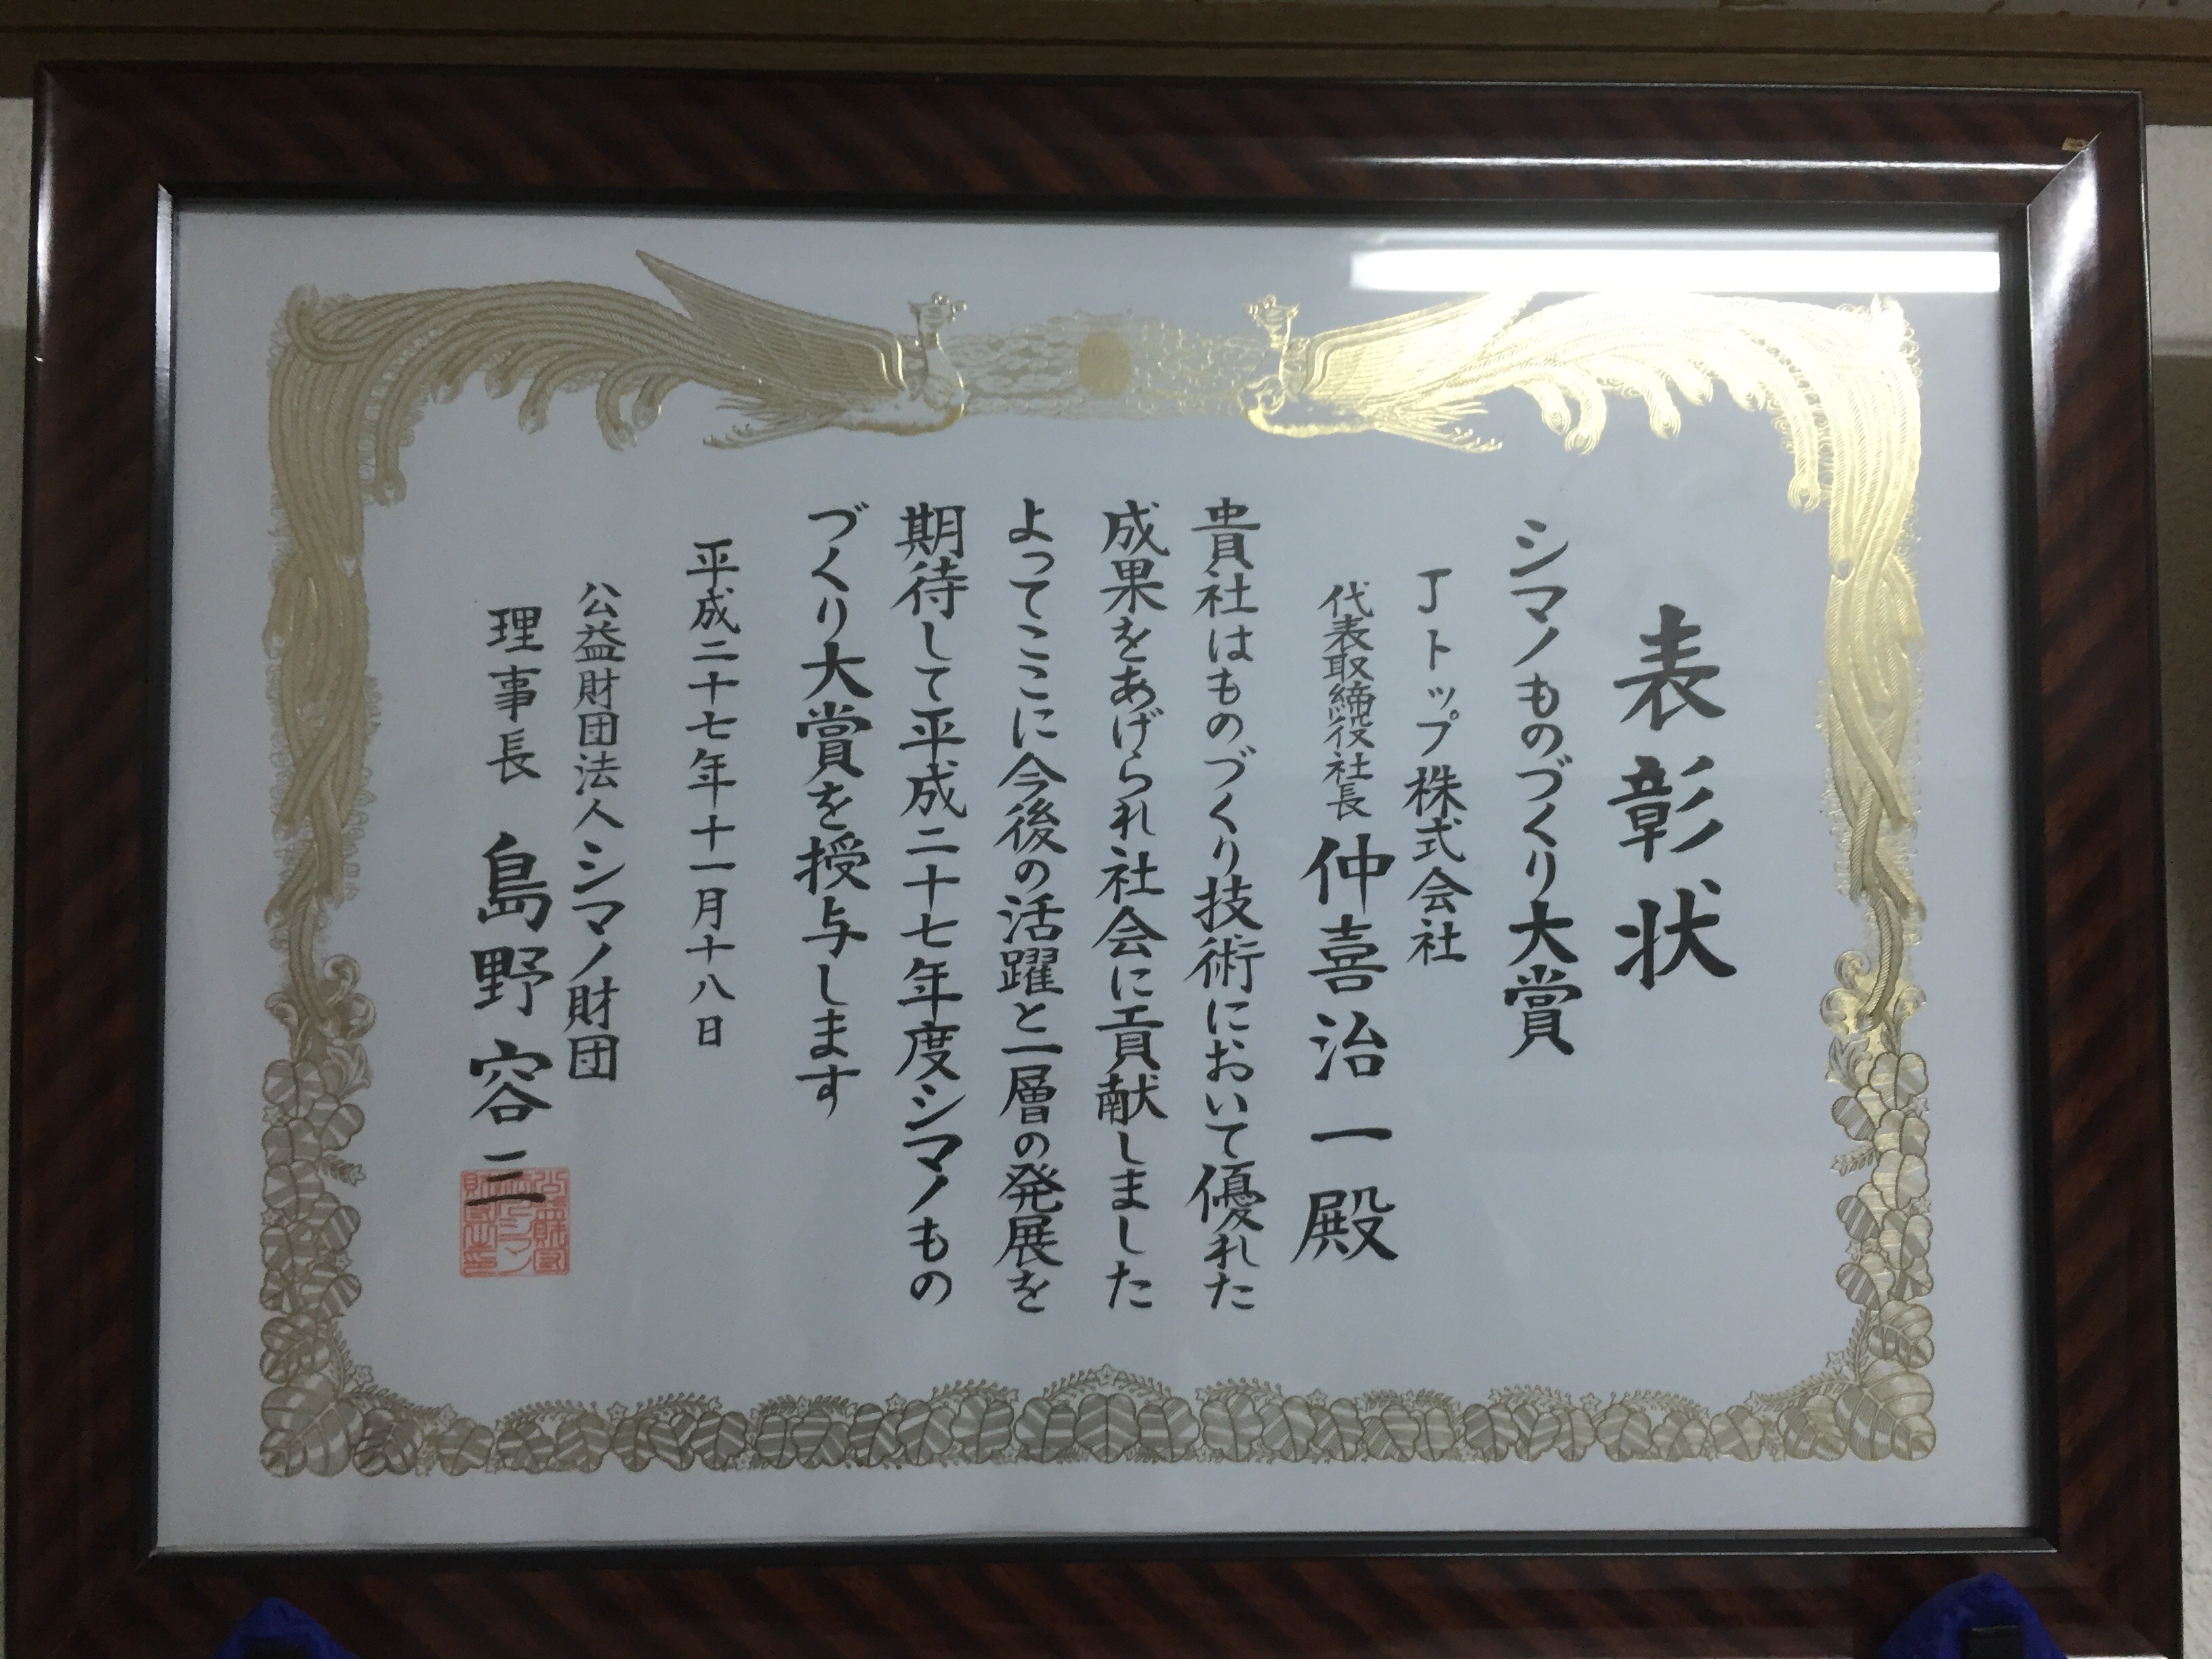 表彰状
シマノものづくり大賞
Jトップ株式会社
代表取締役社長 仲喜治一殿
貴社はものづくり技術において優れた
成果をあげられ社会に貢献しました
よってここに今後の活躍と一層の発展を
期待して平成二十七年度シマノもの
づくり大賞を授与します
平成二十七年十一月十八日
公益財団法人シマノ財団
理事長 島野容三